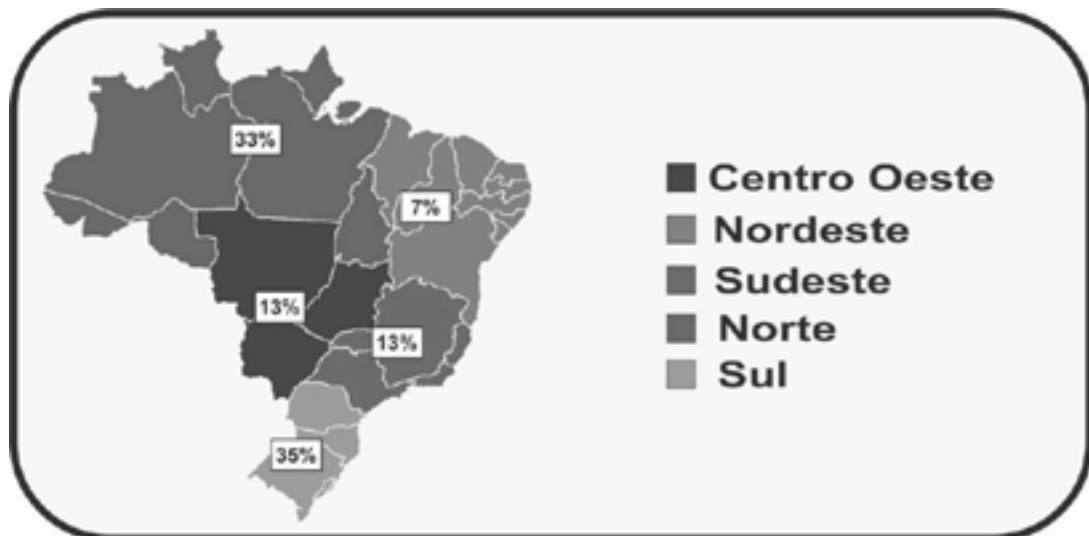 33%
7%
13%
13%
35%
Centro Oeste
Nordeste
Sudeste
Norte
Sul